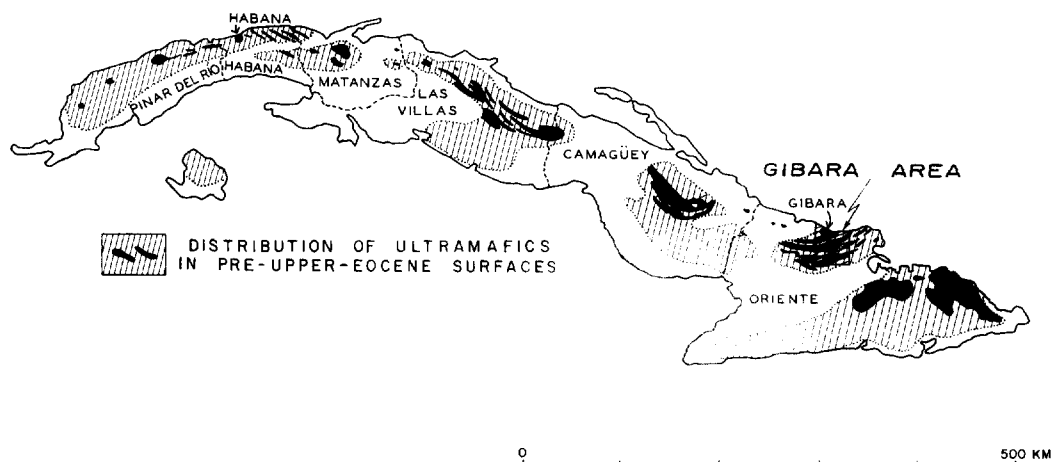 HABANA
PINAR DEL RIO
HABANA
MATANZAS
LAS
VILLAS
CAMAGÜEY
GIBARA AREA
GIBARA
DISTRIBUTION OF ULTRAMAFICS
IN PRE-UPPER-EOCENE SURFACES
ORIENTE
0 500 KM